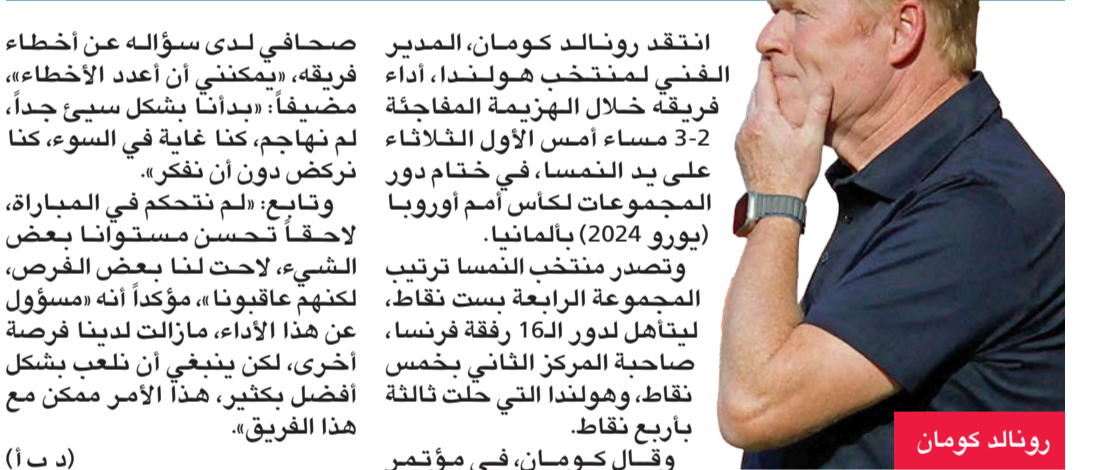 انتقد رونالد كومان، المدير
الفني لمنتخب هولندا، أداء
فريقه خلال الهزيمة المفاجئة
3-2 مساء أمس الأول الثلاثاء
على يد النمسا، في ختام دور
المجموعات لكأس أمم أوروبا
(يورو 2024) بألمانيا.
وتصدر منتخب النمسا ترتيب
المجموعة الرابعة بست نقاط،
ليتأهل لدور الـ16 رفقة فرنسا،
صاحبة المركز الثاني بخمس
نقاط، وهولندا التي حلت ثالثة
بأربع نقاط.
وقال كومان، في مؤتمر
صحافي لدى سؤاله عن أخطاء
فريقه، «يمكنني أن أعدد الأخطاء»،
مضيفاً: «بدأنا بشكل سيئ جداً،
لم نهاجم، كنا غاية في السوء، كنا
نركض دون أن نفكر».
وتابع: «لم نتحكم في المباراة،
لاحقاً تحسن مستوانا بعض
الشيء، لاحت لنا بعض الفرص،
لكنهم عاقبونا»، مؤكداً أنه «مسؤول
عن هذا الأداء، مازالت لدينا فرصة
أخرى، لكن ينبغي أن نلعب بشكل
أفضل بكثير، هذا الأمر ممكن مع
هذا الفريق».
(د ب أ)
رونالد كومان